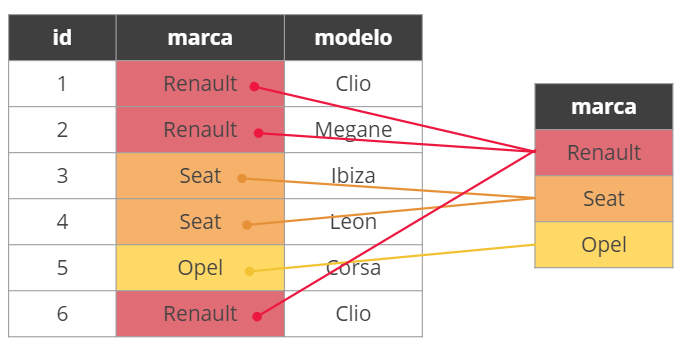 id marca modelo
1 Renault Clio
2 Renault Megane
3 Seat Ibiza
4 Seat Leon
5 Opel Corsa
6 Renault Clio
marca
Renault
Seat
Opel